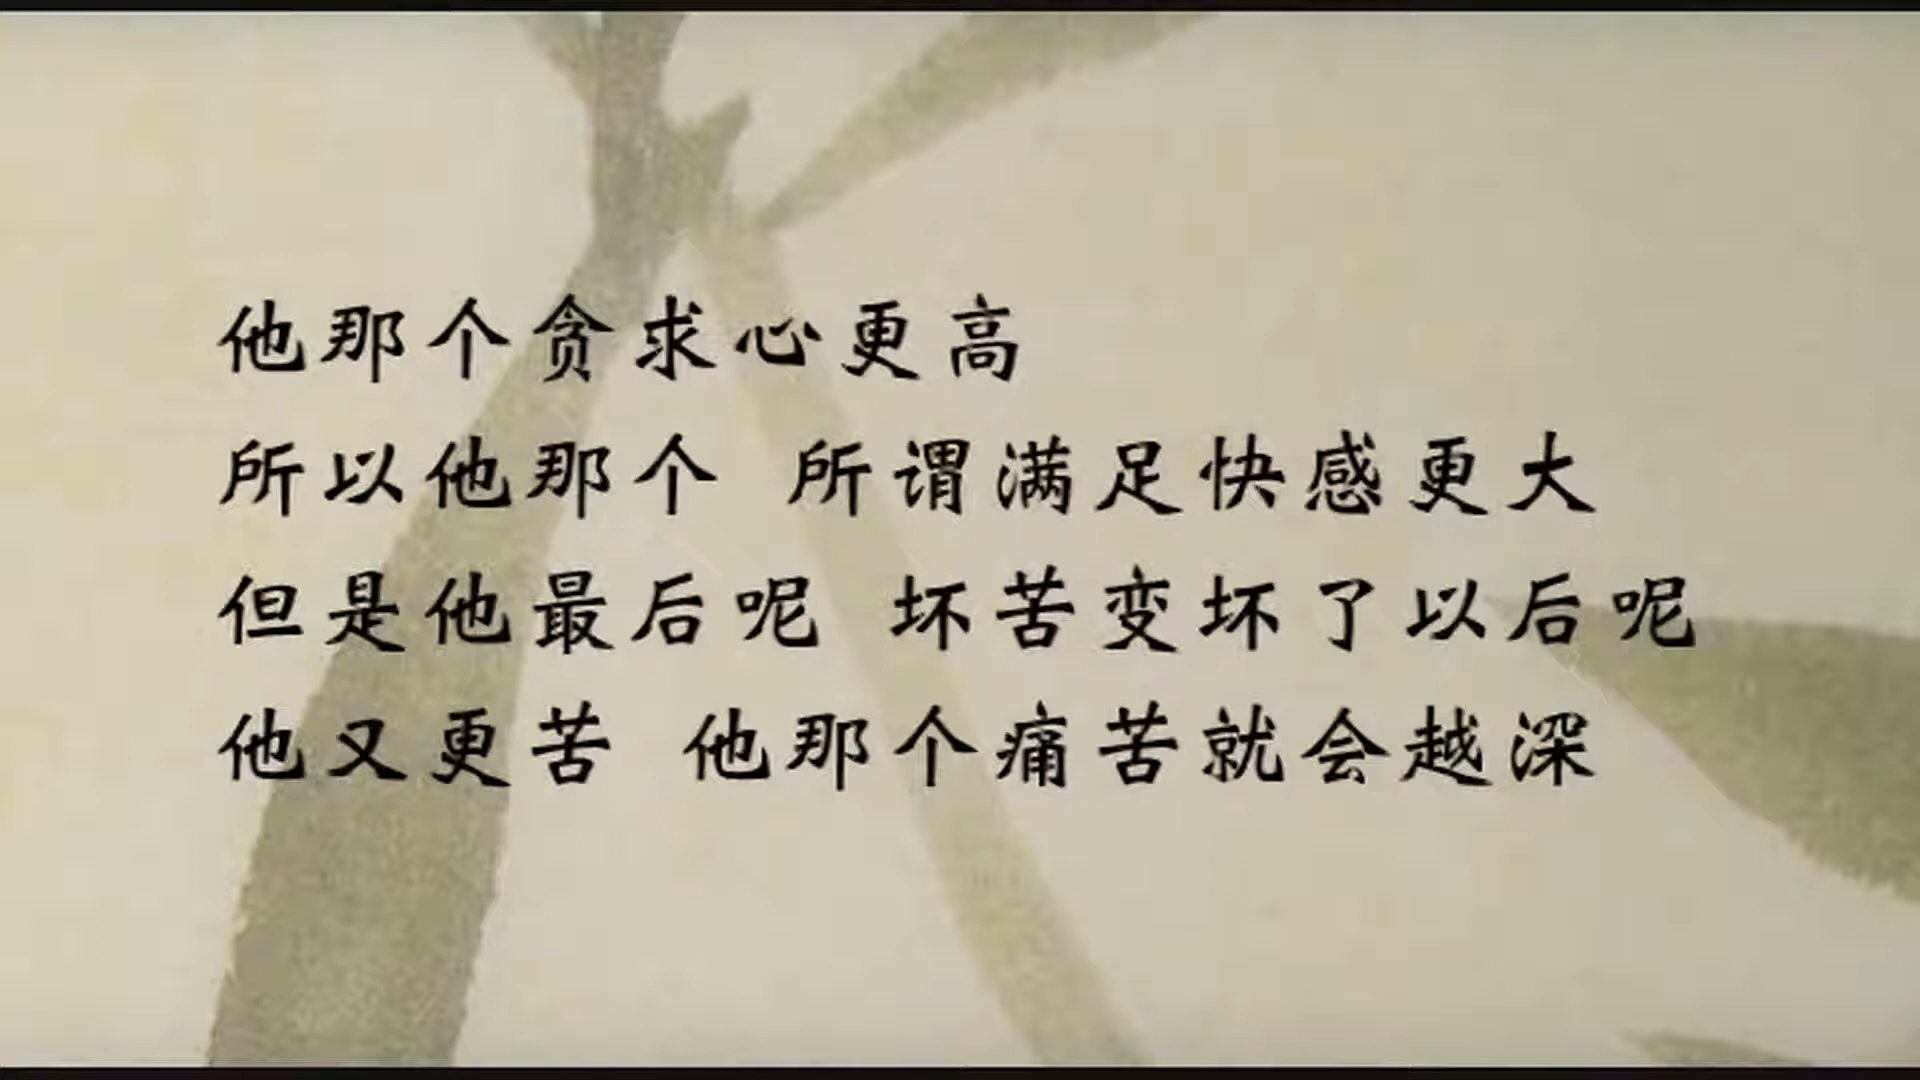 他那个贪求心更高
所以他那个 所谓满足快感更大
但是他最后呢 坏苦变坏了以后呢
他又更苦 他那个痛苦就会越深